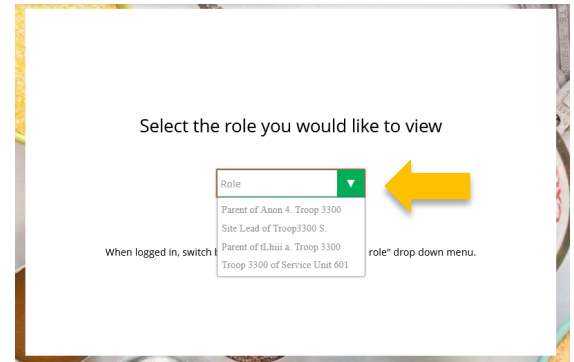 Select the role you would like to view
Role
Parent of Anon 4. Troop 3300
Site Lead of Troop3300 S.
Parent of tLhiii a. Troop 3300
Troop 3300 of Service Unit 601
When logged in, switch b role" drop down menu.